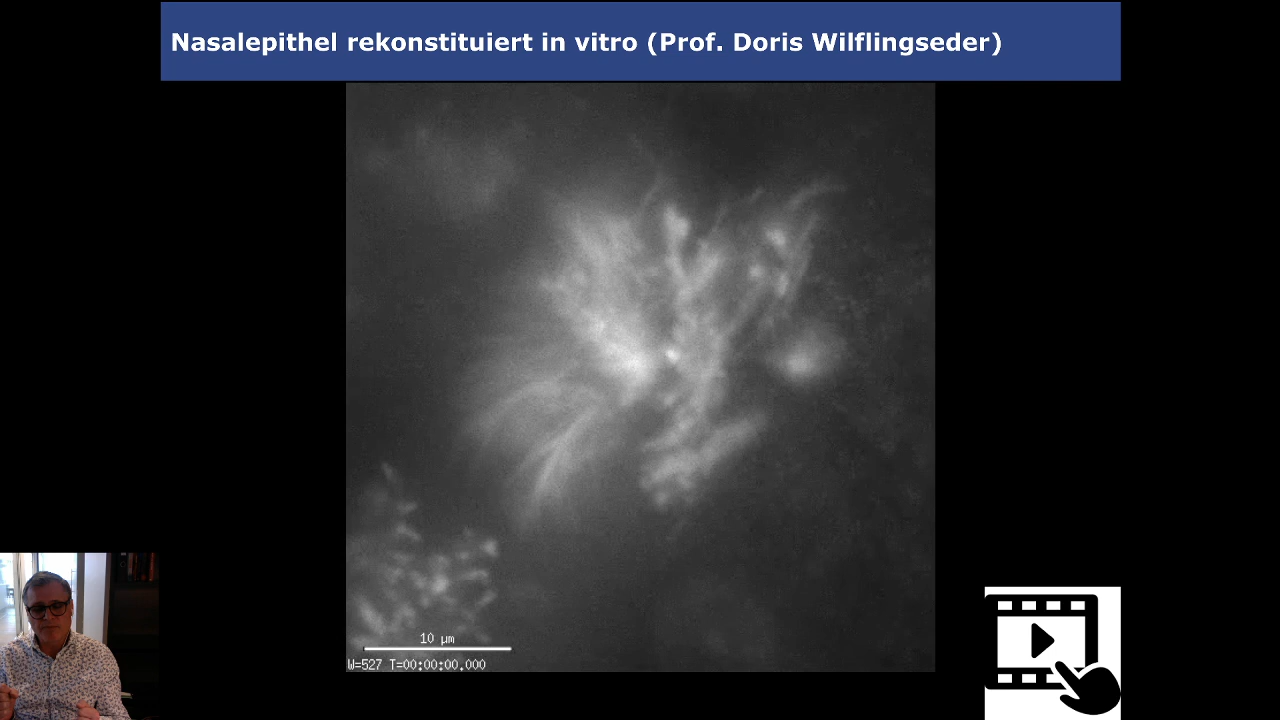 Nasalepithel rekonstituiert in vitro (Prof. Doris Wilflingseder)
10 µm
W=527 T=00:00:00.000